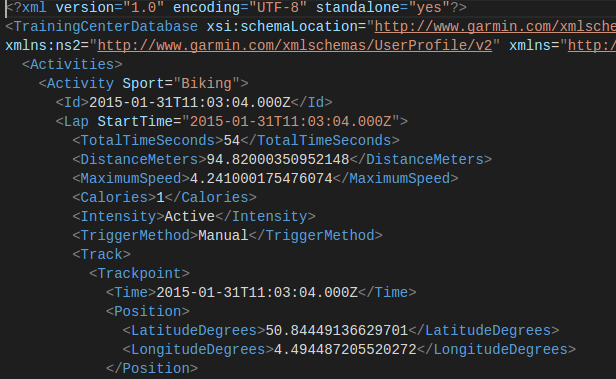 <?xml version="1.0" encoding="UTF-8" standalone="yes"?>
<TrainingCenterDatabase xsi:schemaLocation="http://www.garmin.com/xmlsche
xmlns:ns2="http://www.garmin.com/xmlschemas/UserProfile/v2" xmlns="http:/
<Activities>
<Activity Sport="Biking">
<Id>2015-01-31T11:03:04.000Z</Id>
<Lap StartTime="2015-01-31T11:03:04.000Z">
<TotalTimeSeconds>54</TotalTimeSeconds>
<DistanceMeters>94.82000350952148</DistanceMeters>
<MaximumSpeed>4.241000175476074</MaximumSpeed>
<Calories>1</Calories>
<Intensity>Active</Intensity>
<TriggerMethod>Manual</TriggerMethod>
<Track>
<Trackpoint>
<Time>2015-01-31T11:03:04.000Z</Time>
<Position>
<LatitudeDegrees>50.84449136629701</LatitudeDegrees>
<LongitudeDegrees>4.494487205520272</LongitudeDegrees>
</Position>